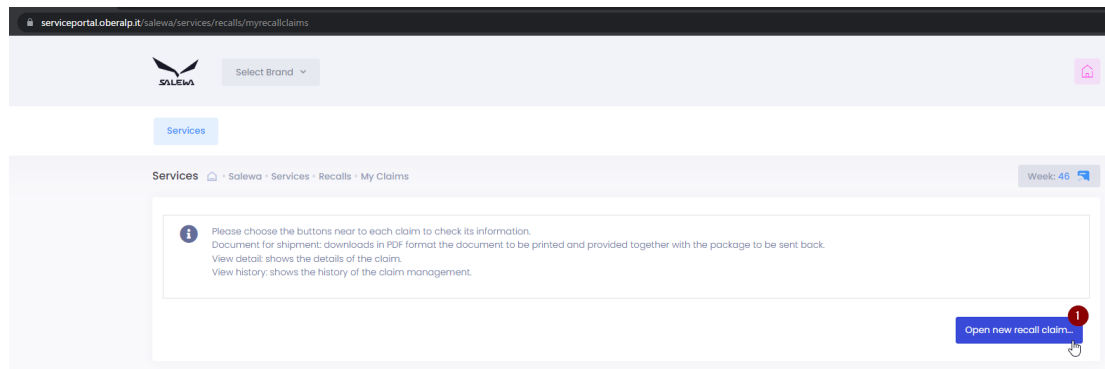 serviceportal.oberalp.it/salewa/services/recalls/myrecallclaims
SALEWA
Select Brand
Services
Services Salewa Services Recalls My Claims
Week: 46
Please choose the buttons near to each claim to check its information.
Document for shipment: downloads in PDF format the document to be printed and provided together with the package to be sent back.
View detail: shows the details of the claim.
View history: shows the history of the claim management.
1
Open new recall claim...